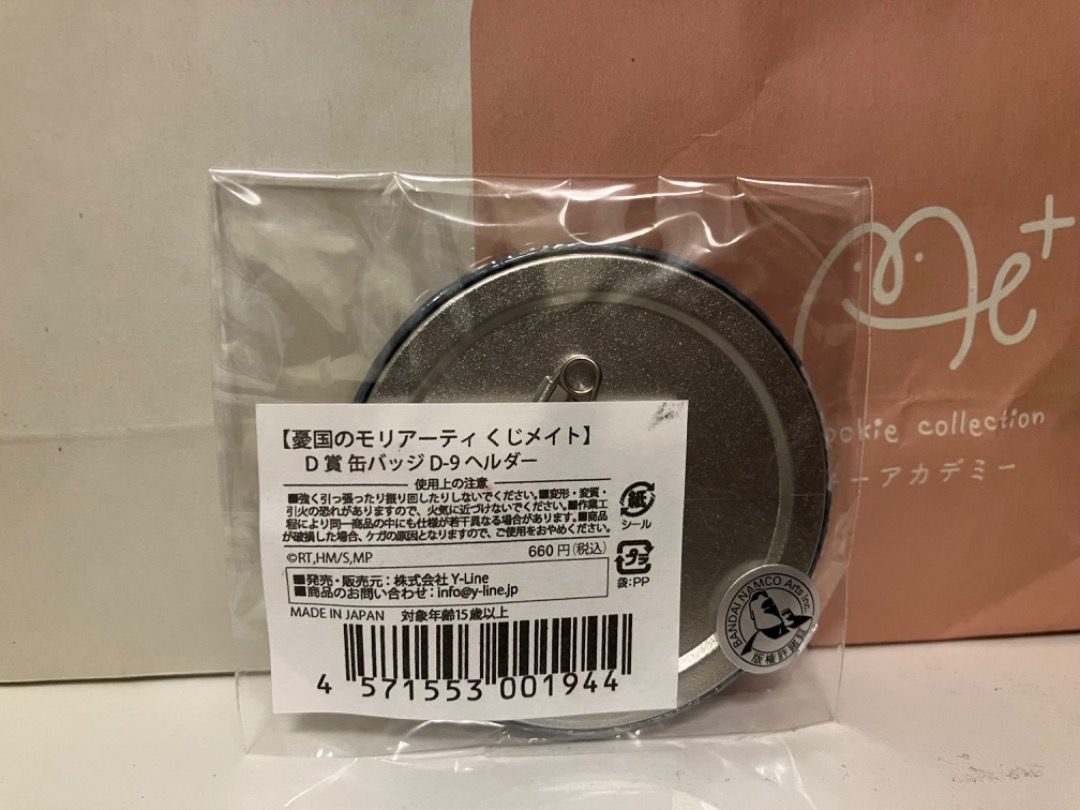 【憂国のモリアーティ くじメイト】
D 賞 缶バッジ D-9 ヘルダー
使用上の注意
■強く引っ張ったり振り回したりしないでください。■変形・変質・
引火の恐れがありますので、火気に近づけないでください。■作業工
程により同一商品の中にも仕様が若干異なる場合があります。■商品
が破損した場合、ケガの原因となりますので、ご使用をおやめください。
©RT,HM/S,MP
660 円(税込)
■発売・販売元：株式会社 Y-Line
■商品のお問い合わせ：info@y-line.jp
MADE IN JAPAN 対象年齢15歳以上
4 571553 001944
紙
シール
プラ
袋:PP
BANDAI NAMCO Arts Inc.
版権許諾証
Me+
ookie collection
ーアカデミー